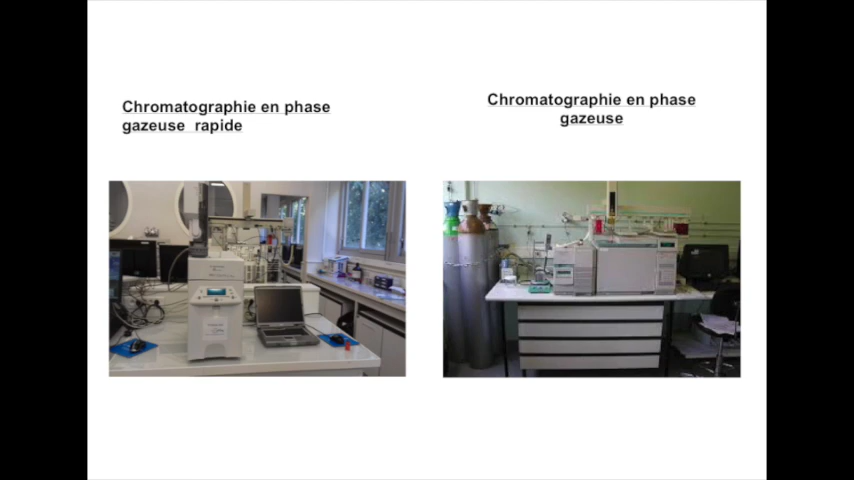 Chromatographie en phase
gazeuse rapide
Chromatographie en phase
gazeuse